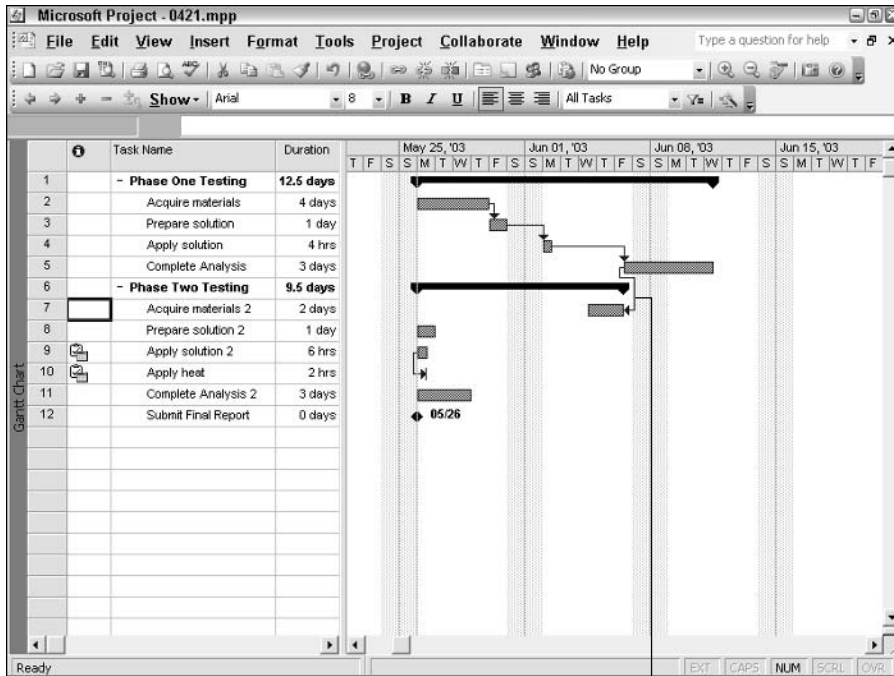 Microsoft Project - 0421.mpp
File Edit View Insert Format Tools Project Collaborate Window Help Type a question for help
No Group
Show Arial 8 B I U All Tasks
Task Name Duration May 25, '03 Jun 01, '03 Jun 08, '03 Jun 15, '03
T F S S M T W T F S S M T W T F S S M T W T F S S M T W T F
1 - Phase One Testing 12.5 days
2 Acquire materials 4 days
3 Prepare solution 1 day
4 Apply solution 4 hrs
5 Complete Analysis 3 days
6 - Phase Two Testing 9.5 days
7 Acquire materials 2 2 days
8 Prepare solution 2 1 day
9 Apply solution 2 6 hrs
10 Apply heat 2 hrs
11 Complete Analysis 2 3 days
12 Submit Final Report 0 days 05/26
Gantt Chart
Ready EXT CAPS NUM SCRL OVR